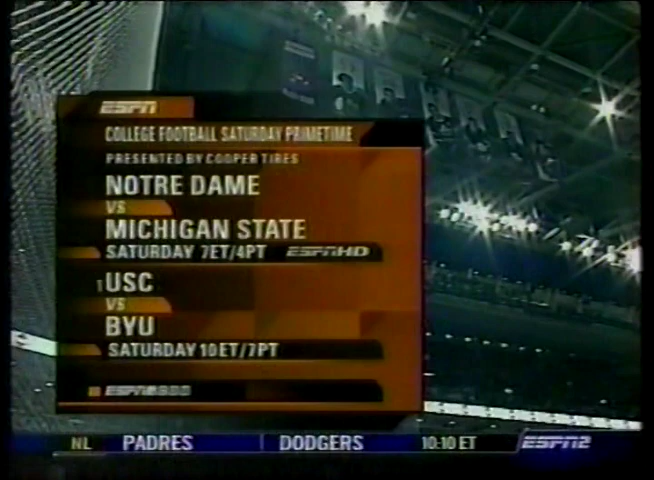 ESPN
COLLEGE FOOTBALL SATURDAY PRIMETIME
PRESENTED BY COOPER TIRES
NOTRE DAME
VS
MICHIGAN STATE
SATURDAY 7ET/4PT ESPNHD
1 USC
VS
BYU
SATURDAY 10ET/7PT
NL PADRES DODGERS 10:10 ET ESPN2